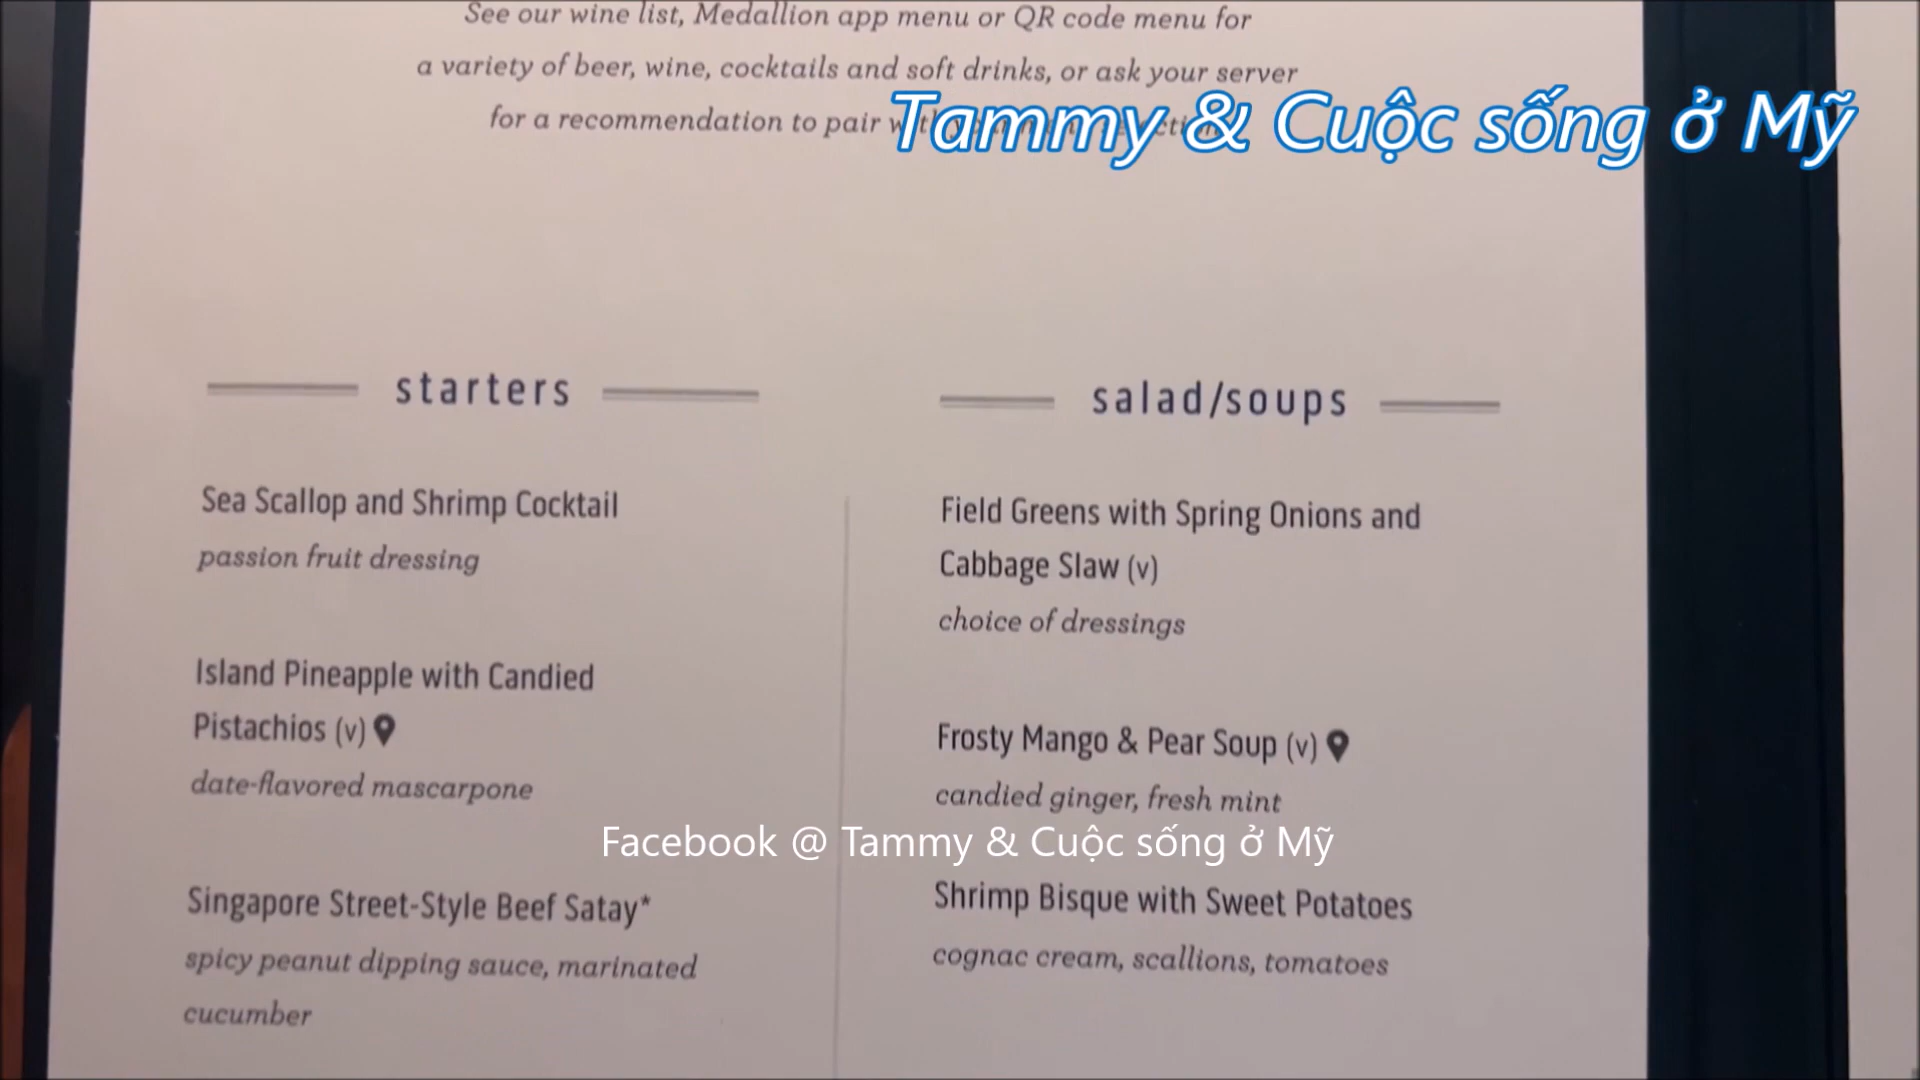 See our wine list, Medallion app menu or QR code menu for
a variety of beer, wine, cocktails and soft drinks, or ask your server
for a recommendation to pair
Tammy & Cuộc sống ở Mỹ
starters
Sea Scallop and Shrimp Cocktail
passion fruit dressing
Island Pineapple with Candied
Pistachios (v)
date-flavored mascarpone
Singapore Street-Style Beef Satay*
spicy peanut dipping sauce, marinated
cucumber
salad/soups
Field Greens with Spring Onions and
Cabbage Slaw (v)
choice of dressings
Frosty Mango & Pear Soup (v)
candied ginger, fresh mint
Facebook @ Tammy & Cuộc sống ở Mỹ
Shrimp Bisque with Sweet Potatoes
cognac cream, scallions, tomatoes